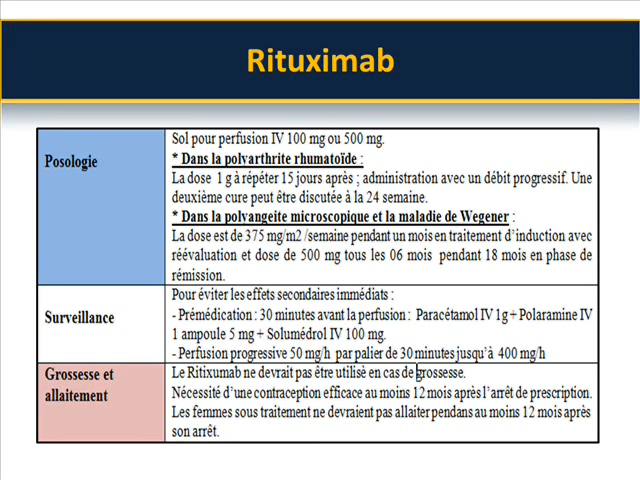 Rituximab
Posologie
Sol pour perfusion IV 100 mg ou 500 mg.
* Dans la polyarthrite rhumatoïde :
La dose 1 g à répéter 15 jours après ; administration avec un débit progressif. Une
deuxième cure peut être discutée à la 24 semaine.
* Dans la polyangeite microscopique et la maladie de Wegener :
La dose est de 375 mg/m2 /semaine pendant un mois en traitement d’induction avec
réévaluation et dose de 500 mg tous les 06 mois pendant 18 mois en phase de
rémission.
Surveillance
Pour éviter les effets secondaires immédiats :
- Prémédication : 30 minutes avant la perfusion : Paracétamol IV 1g + Polaramine IV
1 ampoule 5 mg + Solumédrol IV 100 mg.
- Perfusion progressive 50 mg/h par palier de 30 minutes jusqu’à 400 mg/h
Grossesse et
allaitement
Le Ritixumab ne devrait pas être utilisè en cas de grossesse.
Nécessité d’une contraception efficace au moins 12 mois après l’arrêt de prescription.
Les femmes sous traitement ne devraient pas allaiter pendans au moins 12 mois après
son arrêt.